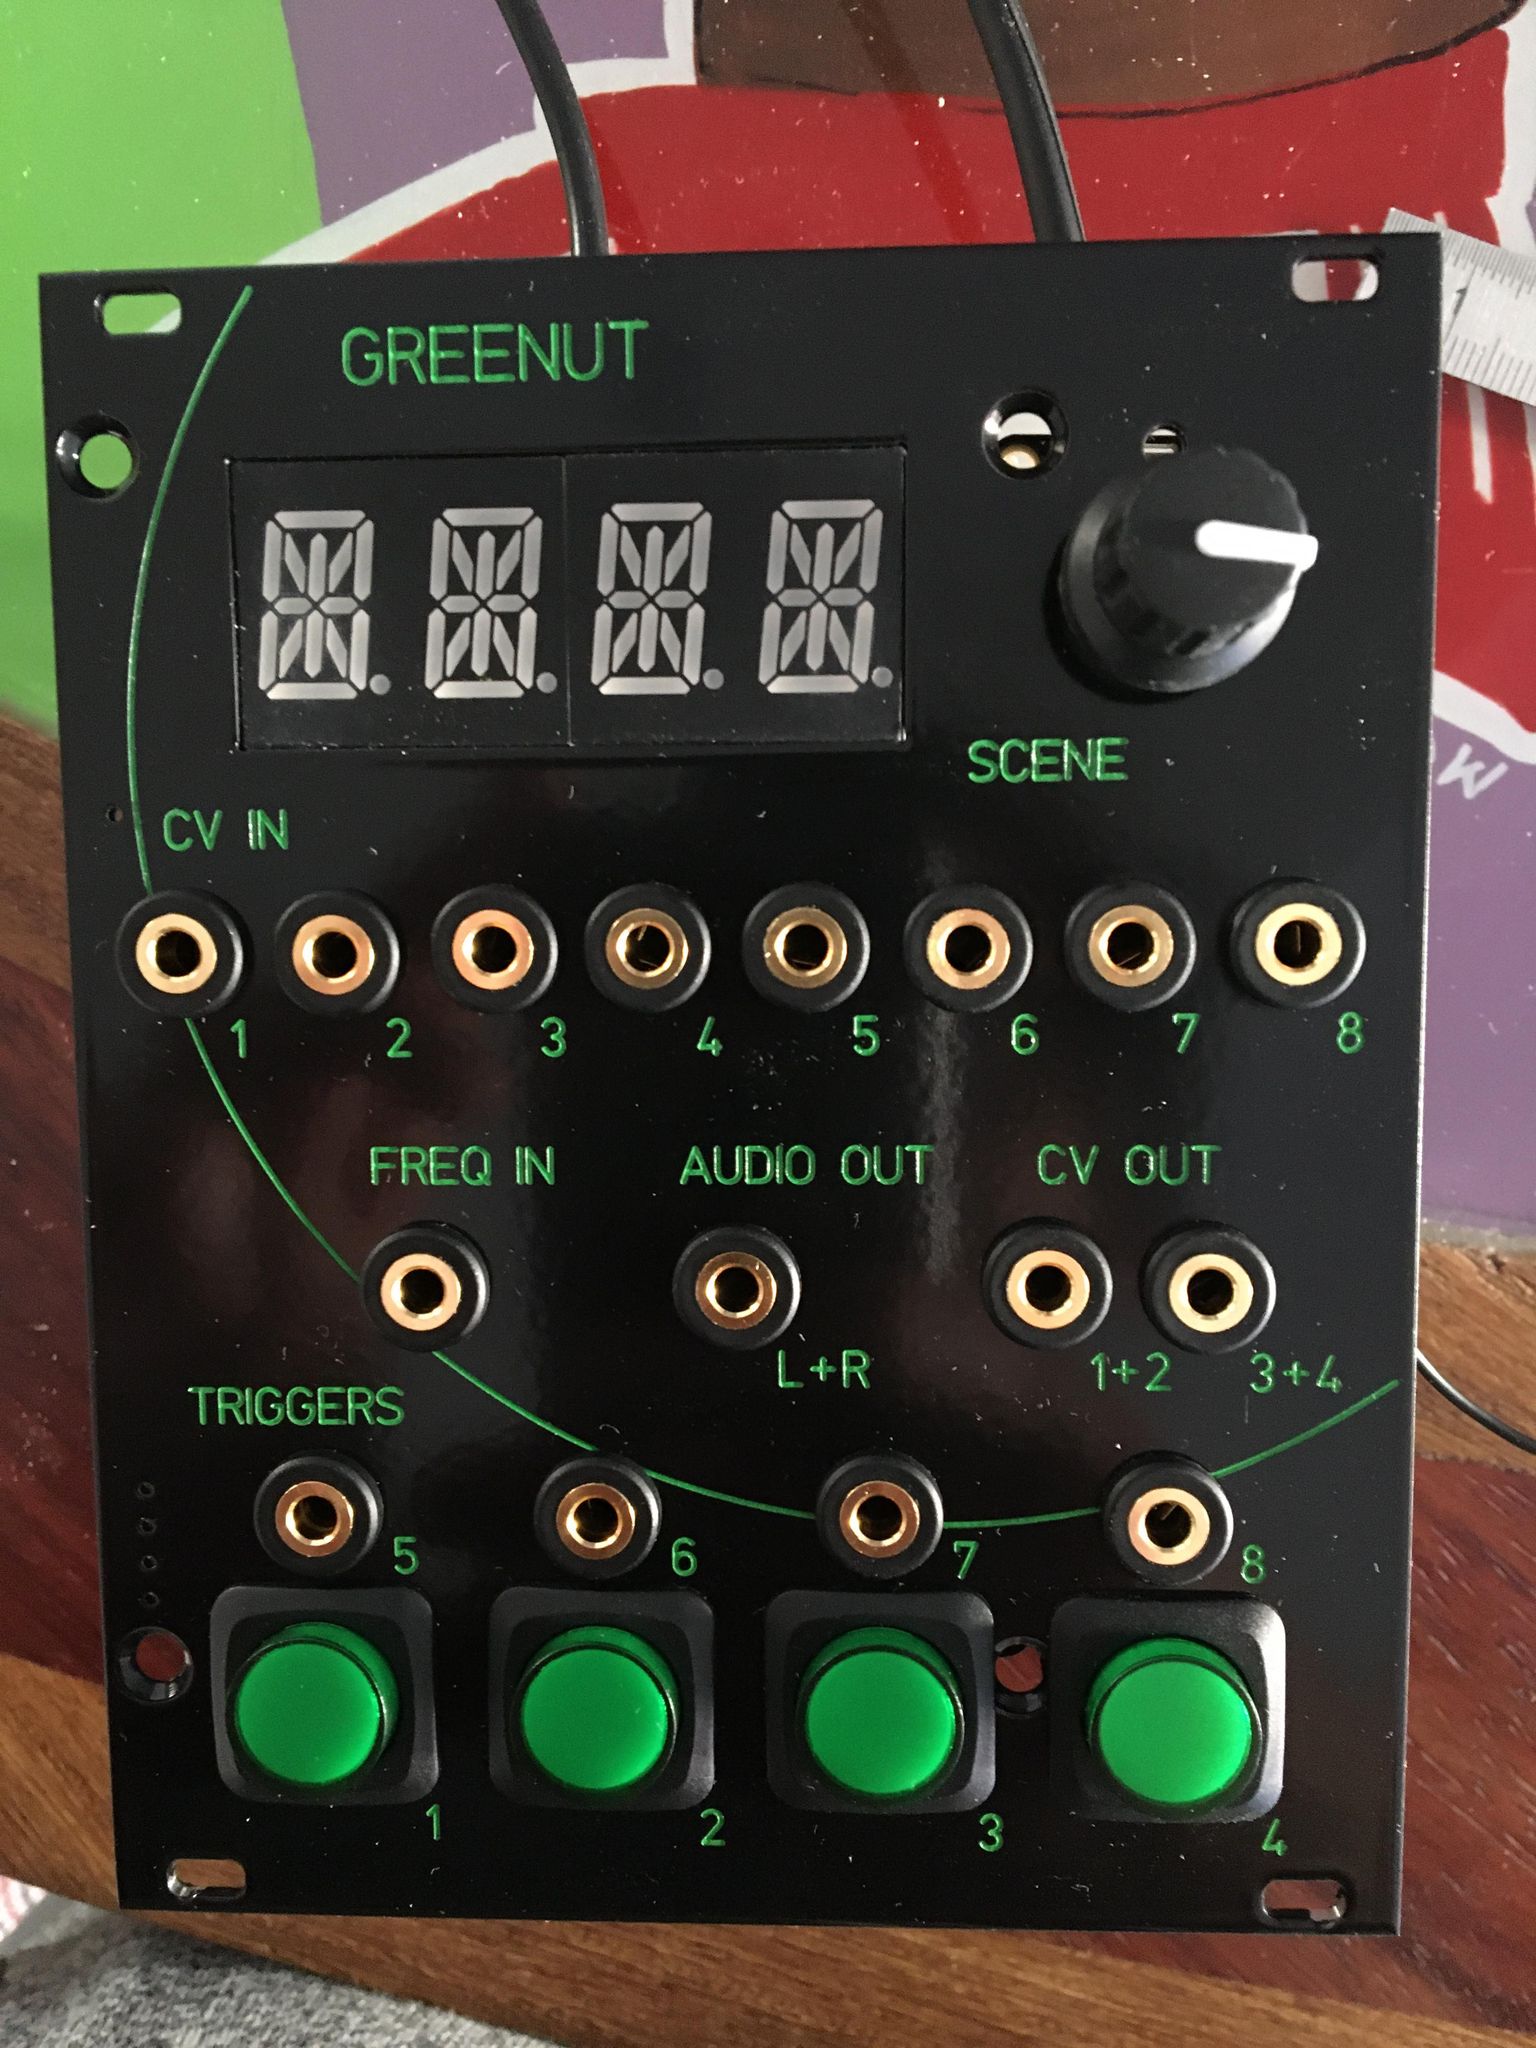 GREENUT
SCENE
CV IN
1 2 3 4 5 6 7 8
FREQ IN AUDIO OUT CV OUT
L+R 1+2 3+4
TRIGGERS
5 6 7 8
1 2 3 4